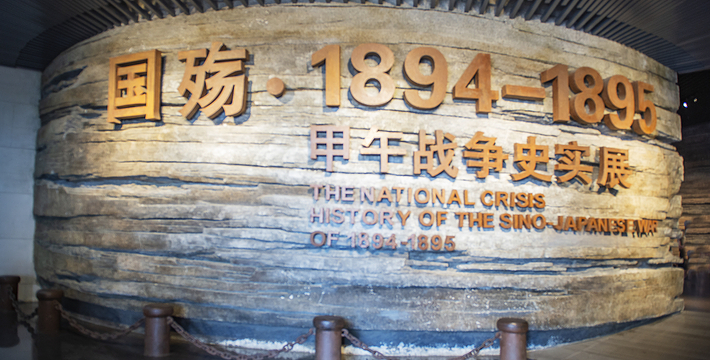 国殇·1894-1895
甲午战争史实展
THE NATIONAL CRISIS
HISTORY OF THE SINO-JAPANESE WAR
OF 1894-1895